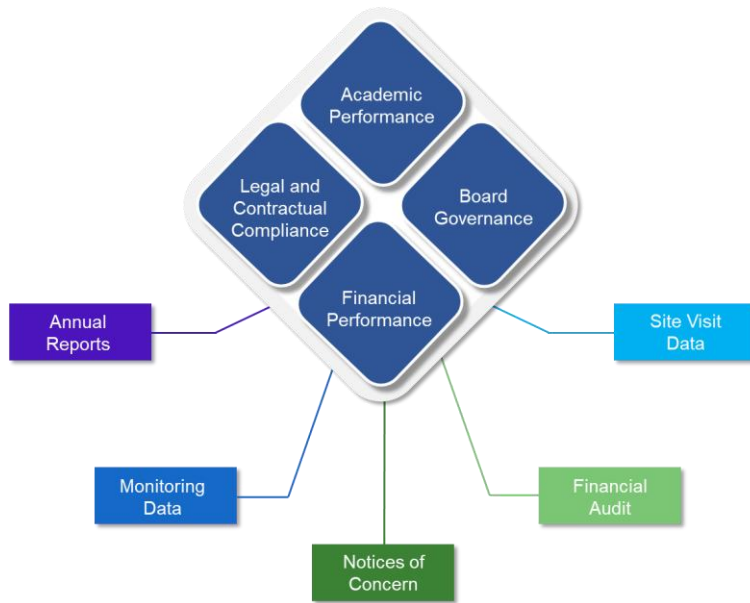 Academic
Performance
Legal and
Contractual
Compliance
Board
Governance
Financial
Performance
Annual
Reports
Site Visit
Data
Monitoring
Data
Financial
Audit
Notices of
Concern